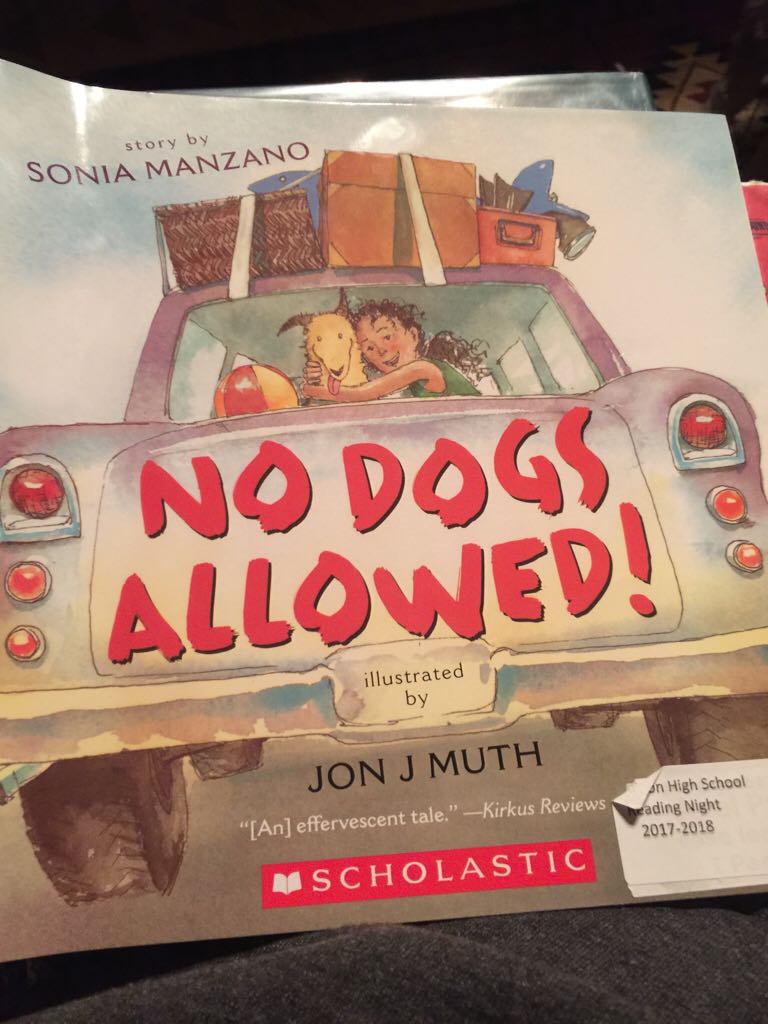 story by
SONIA MANZANO
NO DOGS
ALLOWED!
illustrated
by
JON J MUTH
“[An] effervescent tale.” —Kirkus Reviews
SCHOLASTIC
High School
Reading Night
2017-2018